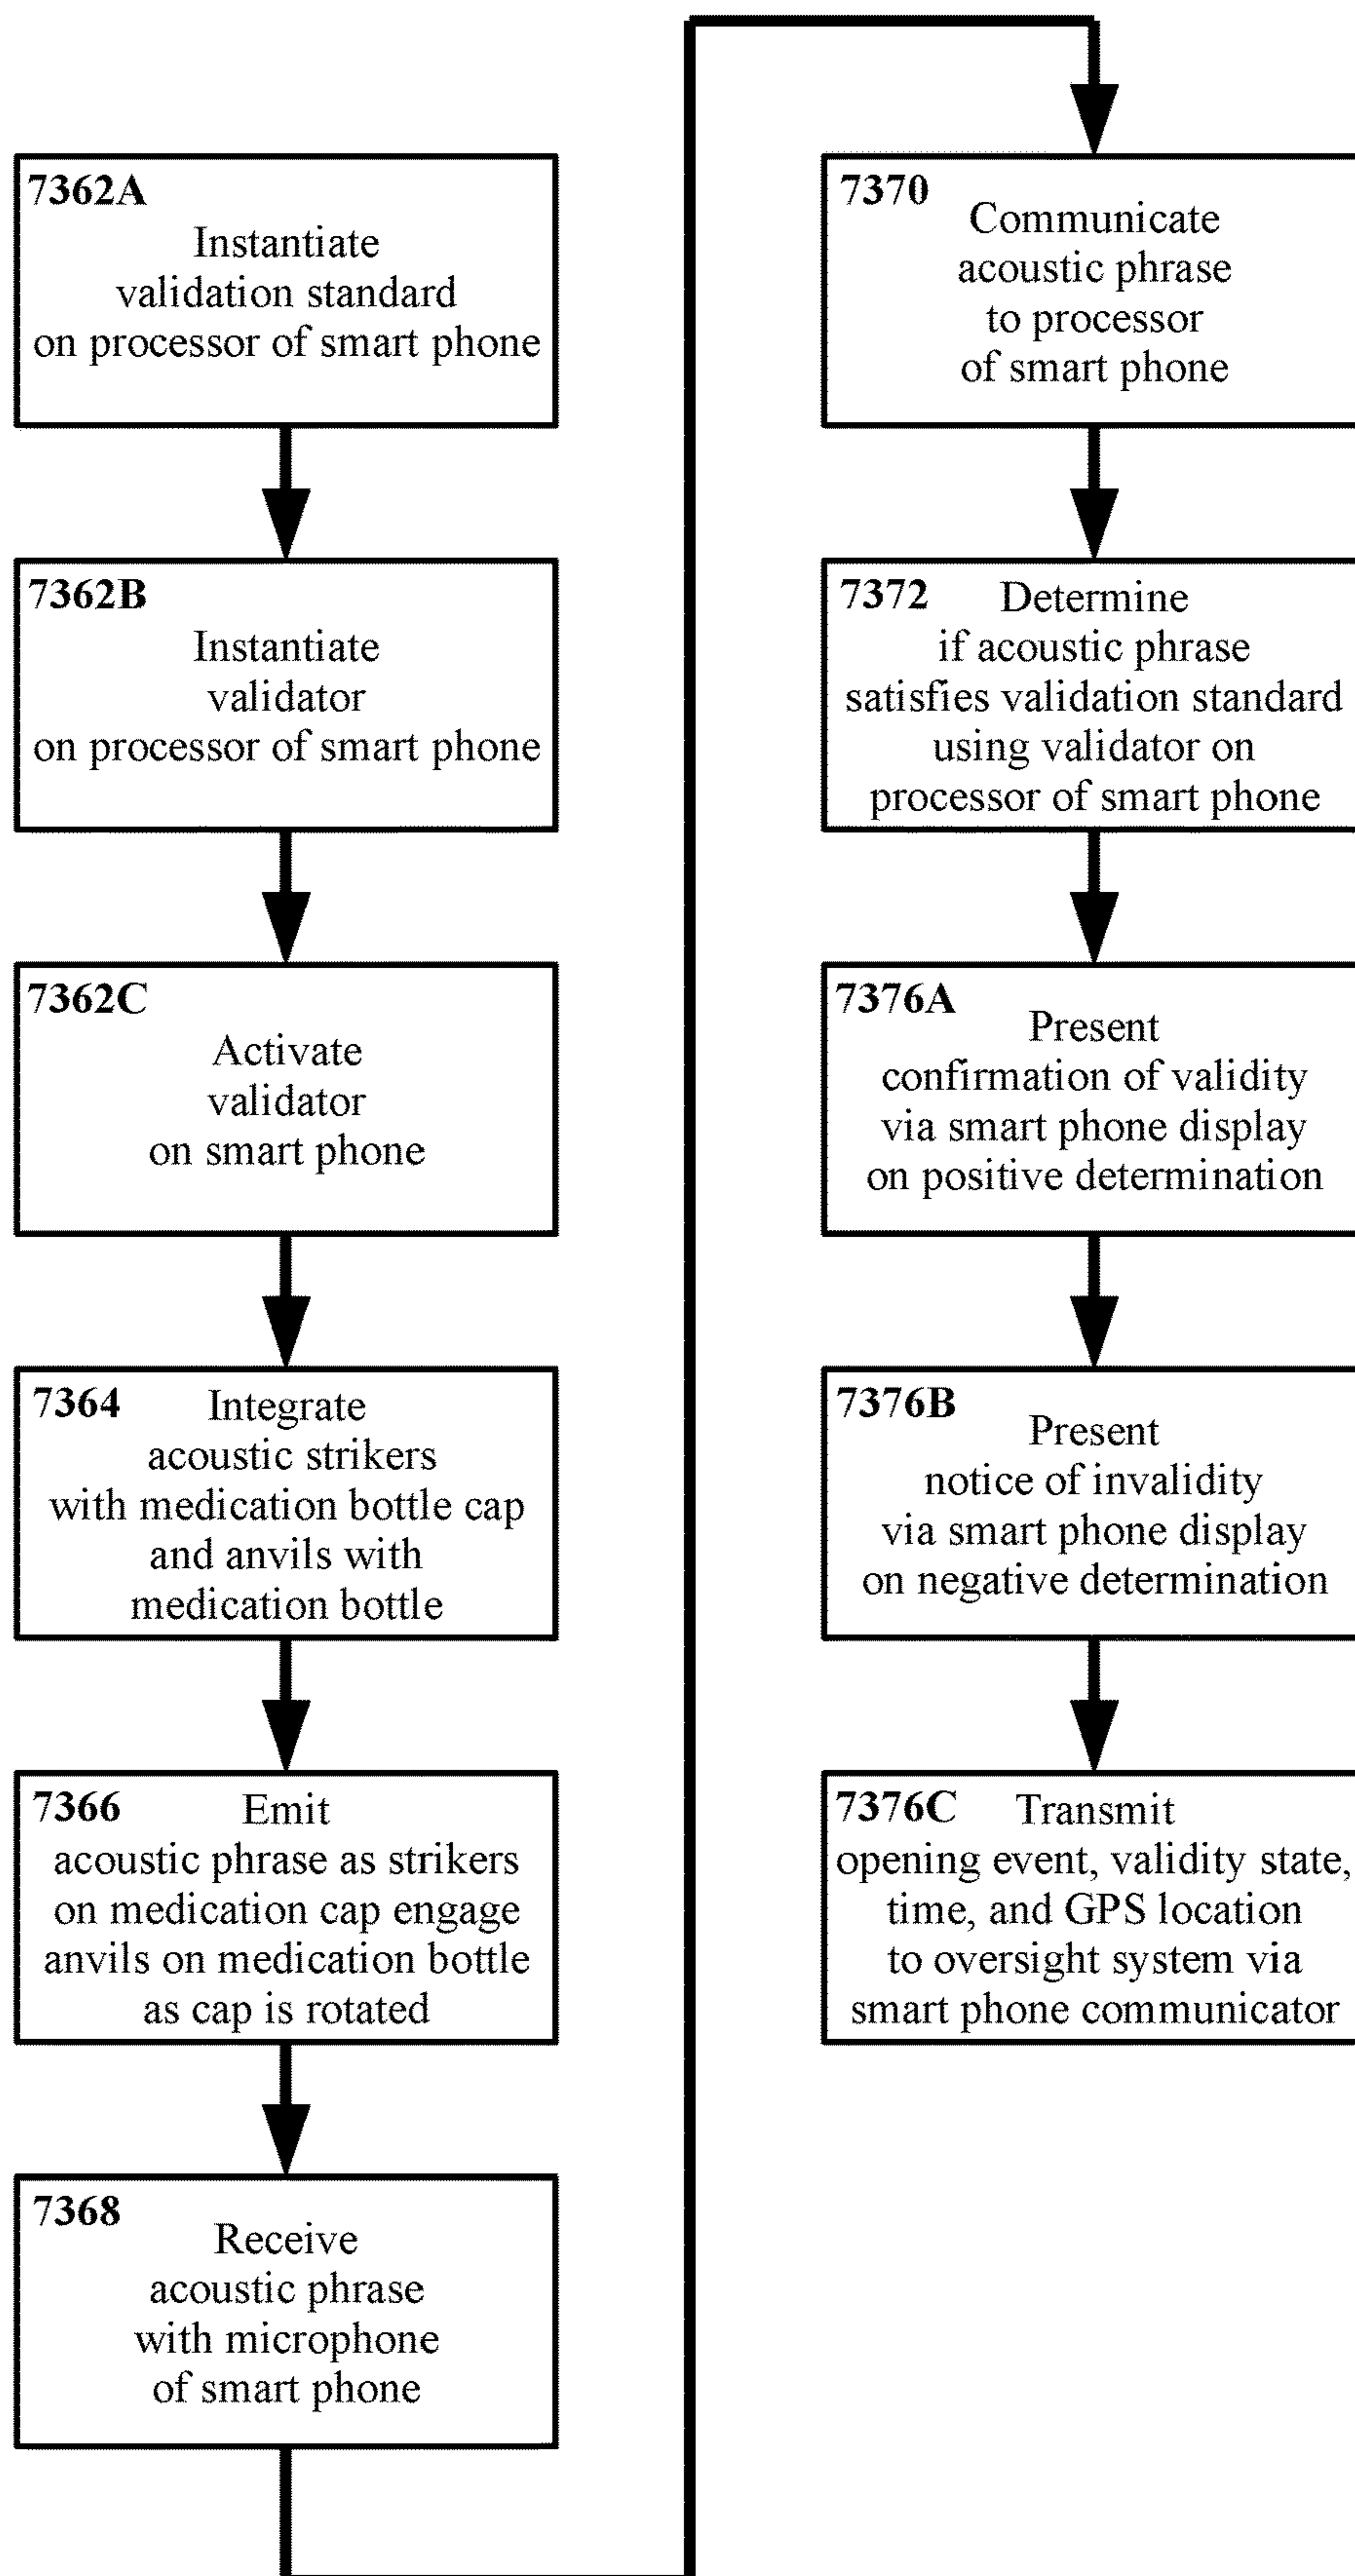 7362A
Instantiate
validation standard
on processor of smart phone
7362B
Instantiate
validator
on processor of smart phone
7362C
Activate
validator
on smart phone
7364 Integrate
acoustic strikers
with medication bottle cap
and anvils with
medication bottle
7366 Emit
acoustic phrase as strikers
on medication cap engage
anvils on medication bottle
as cap is rotated
7368
Receive
acoustic phrase
with microphone
of smart phone
7370
Communicate
acoustic phrase
to processor
of smart phone
7372 Determine
if acoustic phrase
satisfies validation standard
using validator on
processor of smart phone
7376A
Present
confirmation of validity
via smart phone display
on positive determination
7376B
Present
notice of invalidity
via smart phone display
on negative determination
7376C Transmit
opening event, validity state,
time, and GPS location
to oversight system via
smart phone communicator